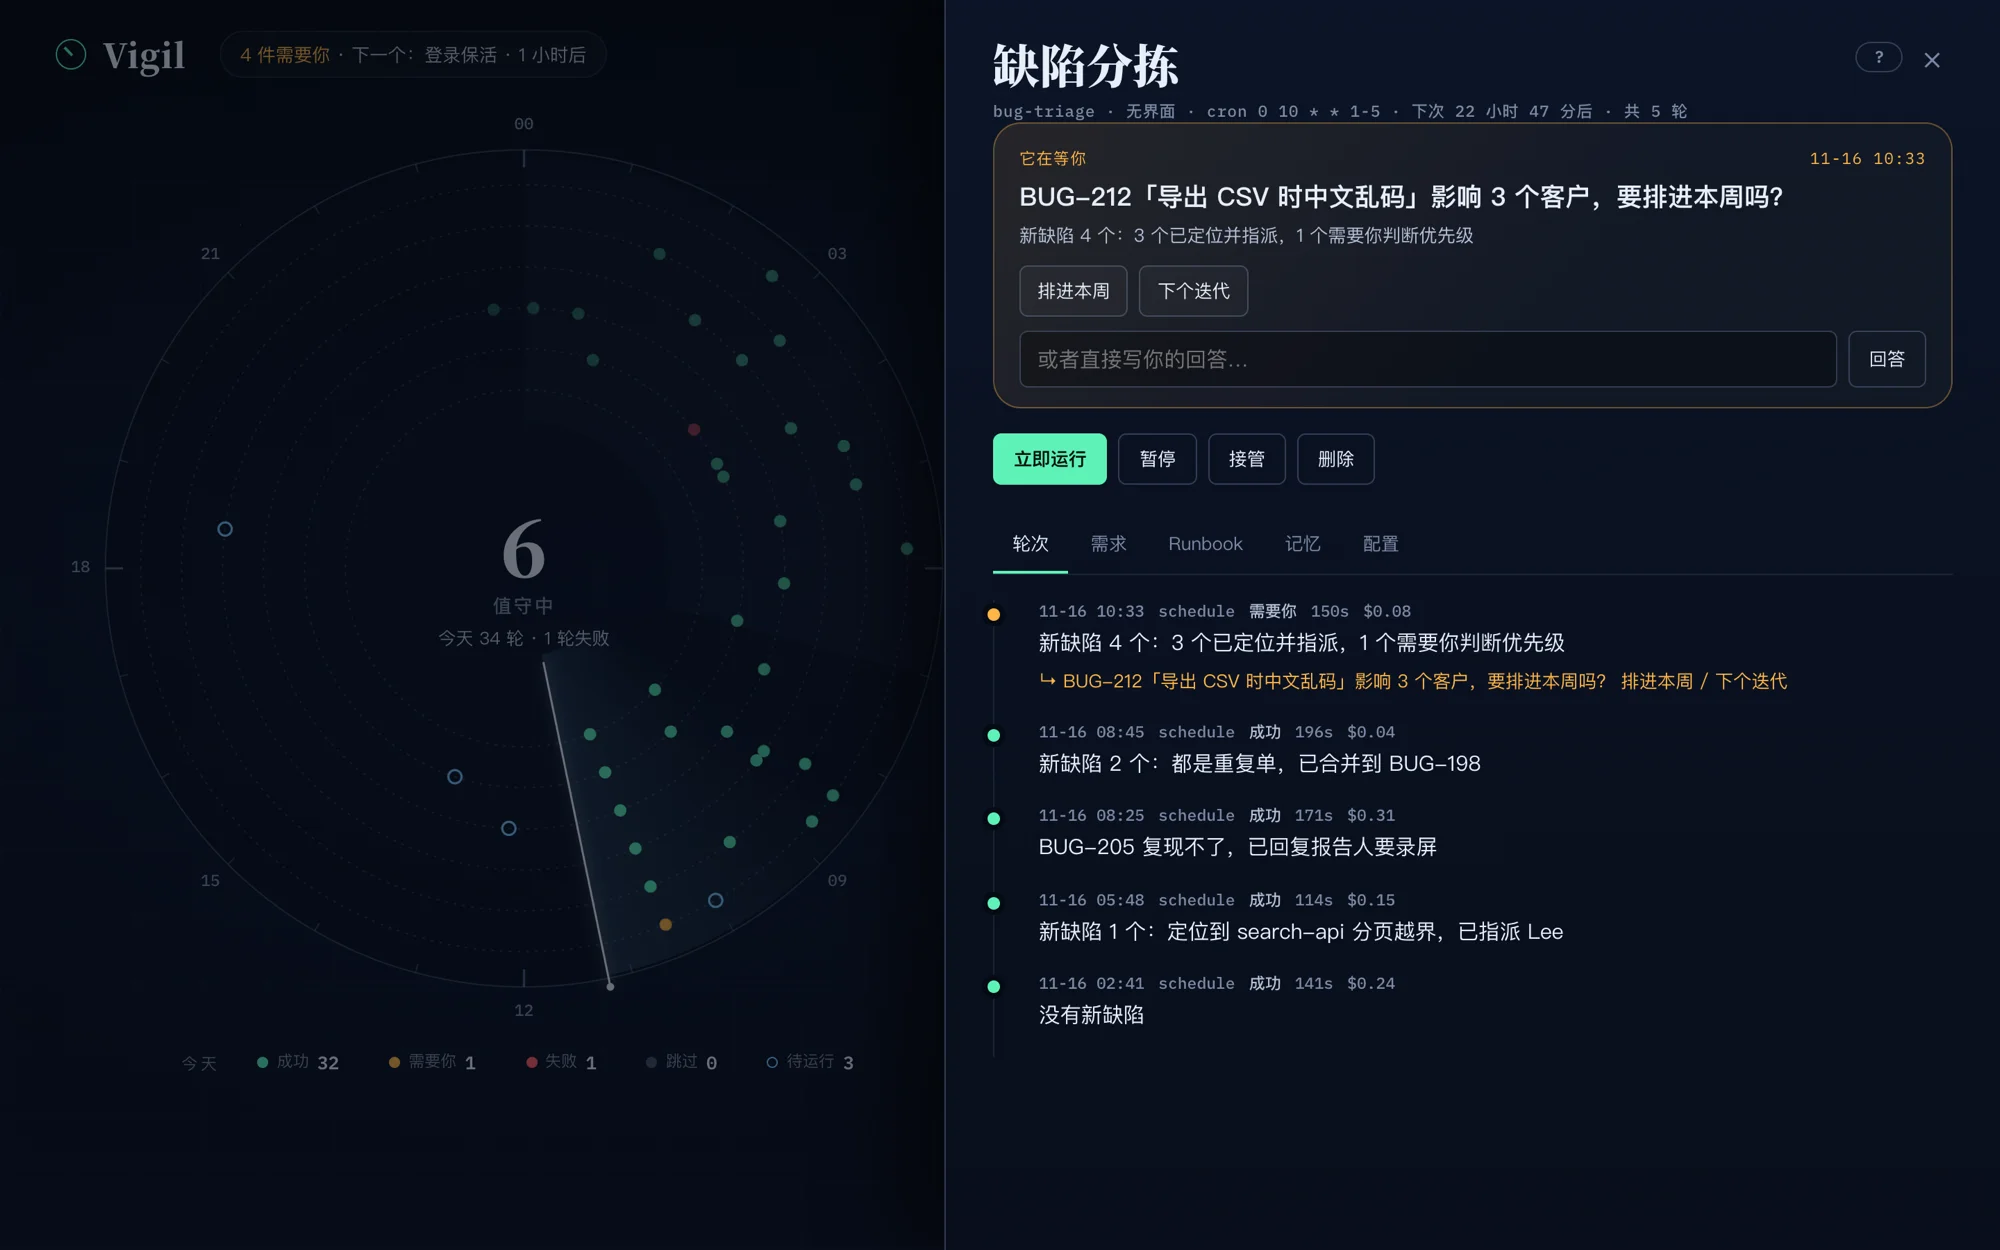 Vigil
4 件需要你 · 下一个：登录保活 · 1 小时后
00
03
21
18
15
12
09
6
值守中
今天 34 轮 · 1 轮失败
今天 成功 32 需要你 1 失败 1 跳过 0 待运行 3
缺陷分拣
?
×
bug-triage · 无界面 · cron 0 10 * * 1-5 · 下次 22 小时 47 分后 · 共 5 轮
它在等你 11-16 10:33
BUG-212「导出 CSV 时中文乱码」影响 3 个客户，要排进本周吗？
新缺陷 4 个：3 个已定位并指派，1 个需要你判断优先级
排进本周 下个迭代
或者直接写你的回答… 回答
立即运行 暂停 接管 删除
轮次 需求 Runbook 记忆 配置
11-16 10:33 schedule 需要你 150s $0.08
新缺陷 4 个：3 个已定位并指派，1 个需要你判断优先级
↳ BUG-212「导出 CSV 时中文乱码」影响 3 个客户，要排进本周吗？ 排进本周 / 下个迭代
11-16 08:45 schedule 成功 196s $0.04
新缺陷 2 个：都是重复单，已合并到 BUG-198
11-16 08:25 schedule 成功 171s $0.31
BUG-205 复现不了，已回复报告人要录屏
11-16 05:48 schedule 成功 114s $0.15
新缺陷 1 个：定位到 search-api 分页越界，已指派 Lee
11-16 02:41 schedule 成功 141s $0.24
没有新缺陷